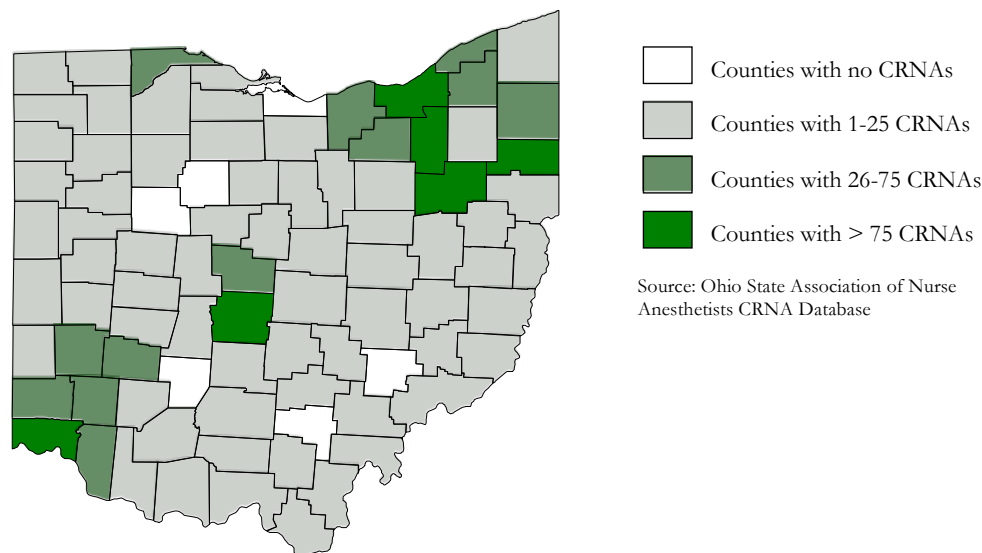 Counties with no CRNAs
Counties with 1-25 CRNAs
Counties with 26-75 CRNAs
Counties with > 75 CRNAs
Source: Ohio State Association of Nurse
Anesthetists CRNA Database